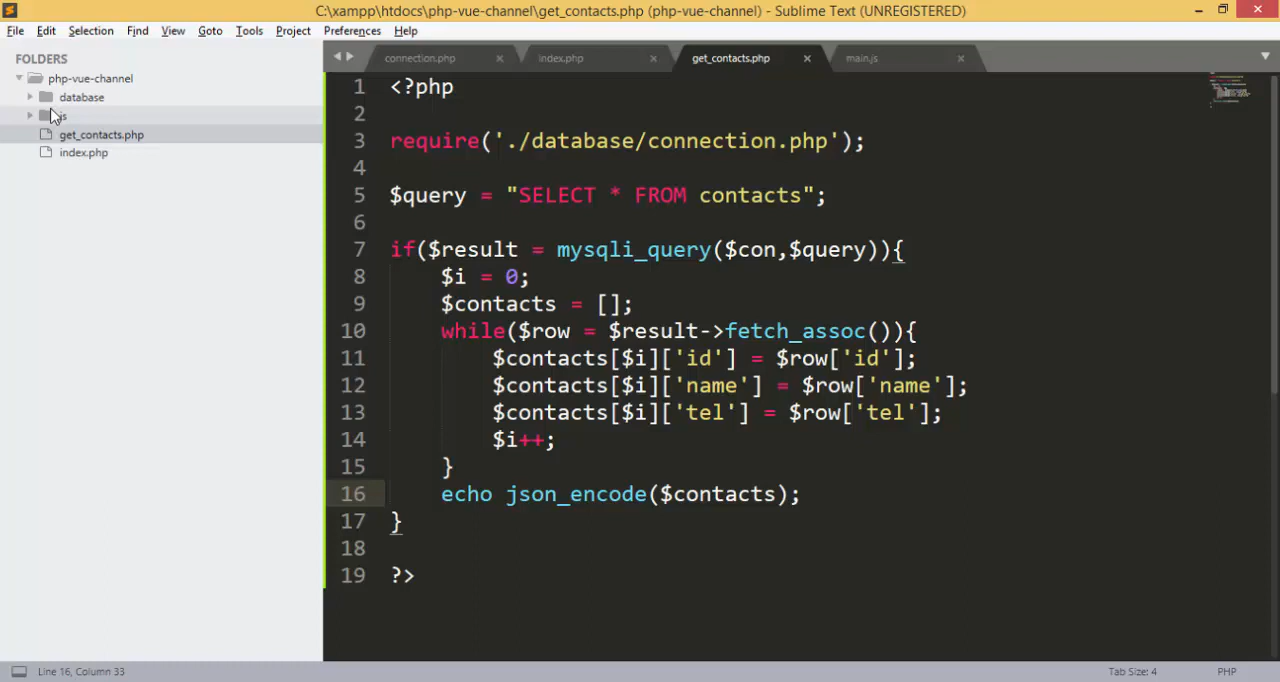 C:\xampp\htdocs\php-vue-channel\get_contacts.php (php-vue-channel) - Sublime Text (UNREGISTERED)
File Edit Selection Find View Goto Tools Project Preferences Help
FOLDERS
php-vue-channel
database
js
get_contacts.php
index.php
connection.php index.php get_contacts.php main.js
1 <?php
2
3 require('./database/connection.php');
4
5 $query = "SELECT * FROM contacts";
6
7 if($result = mysqli_query($con,$query)){
8     $i = 0;
9     $contacts = [];
10     while($row = $result->fetch_assoc()){
11         $contacts[$i]['id'] = $row['id'];
12         $contacts[$i]['name'] = $row['name'];
13         $contacts[$i]['tel'] = $row['tel'];
14         $i++;
15     }
16     echo json_encode($contacts);
17 }
18
19 ?>
Line 16, Column 33 Tab Size: 4 PHP